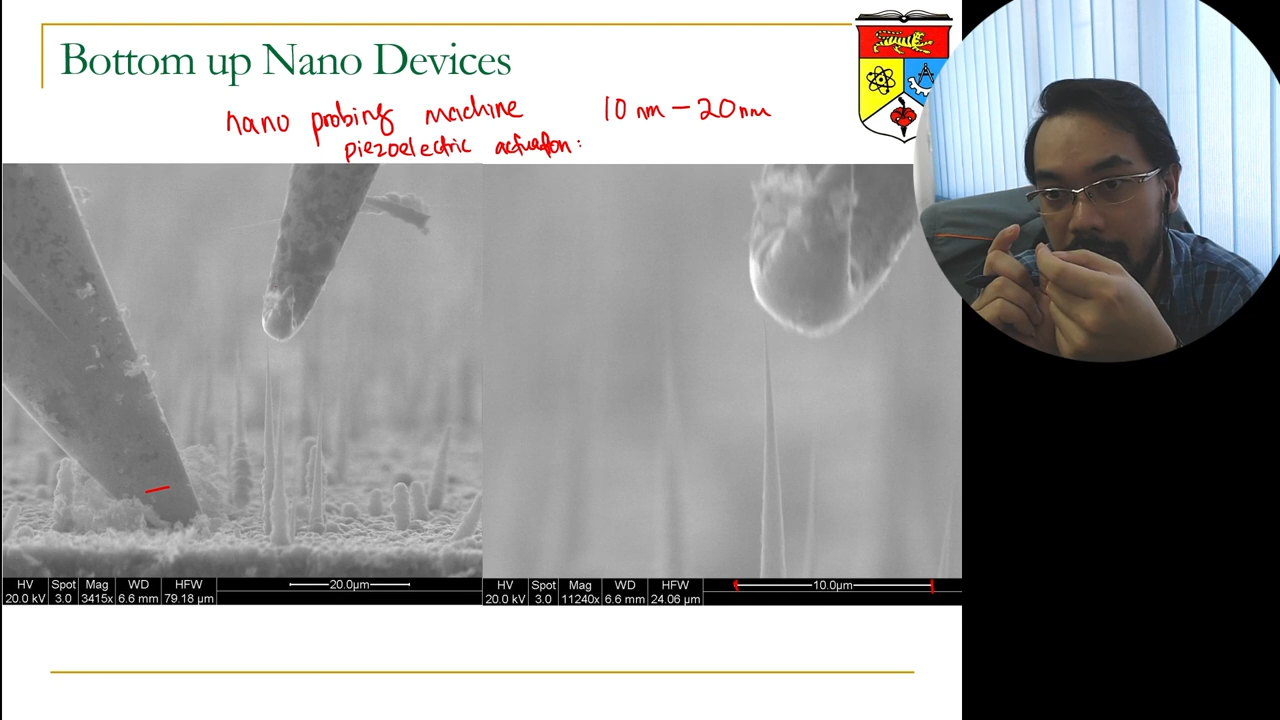 Bottom up Nano Devices
nano probing machine 10 nm - 20 nm
piezoelectric actuation:
HV Spot Mag WD HFW
20.0 kV 3.0 3415x 6.6 mm 79.18 µm
20.0µm
HV Spot Mag WD HFW
20.0 kV 3.0 11240x 6.6 mm 24.06 µm
10.0µm